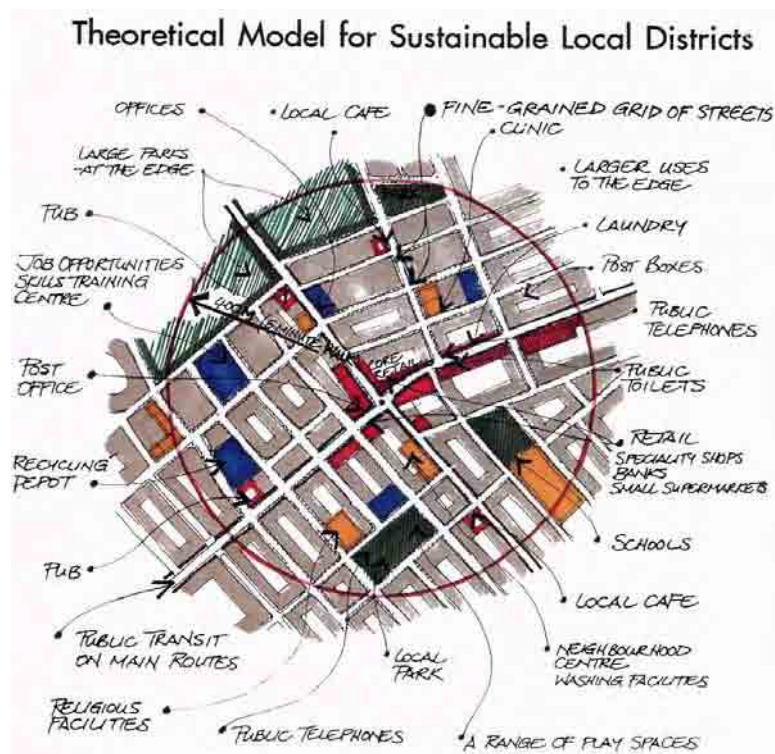 Theoretical Model for Sustainable Local Districts
OFFICES
LOCAL CAFE
FINE-GRAINED GRID OF STREETS
CLINIC
LARGE PARKS
-AT THE EDGE
LARGER USES
TO THE EDGE
PUB
LAUNDRY
JOB OPPORTUNITIES
SKILLS TRAINING
CENTRE
POST BOXES
400M / 5 MINUTE WALK
PUBLIC
TELEPHONES
CORE
RETAIL
POST
OFFICE
PUBLIC
TOILETS
RETAIL
SPECIALITY SHOPS
BANKS
SMALL SUPERMARKETS
RECYCLING
DEPOT
SCHOOLS
PUB
LOCAL CAFE
PUBLIC TRANSIT
ON MAIN ROUTES
LOCAL
PARK
NEIGHBOURHOOD
CENTRE
WASHING FACILITIES
RELIGIOUS
FACILITIES
PUBLIC TELEPHONES
A RANGE OF PLAY SPACES